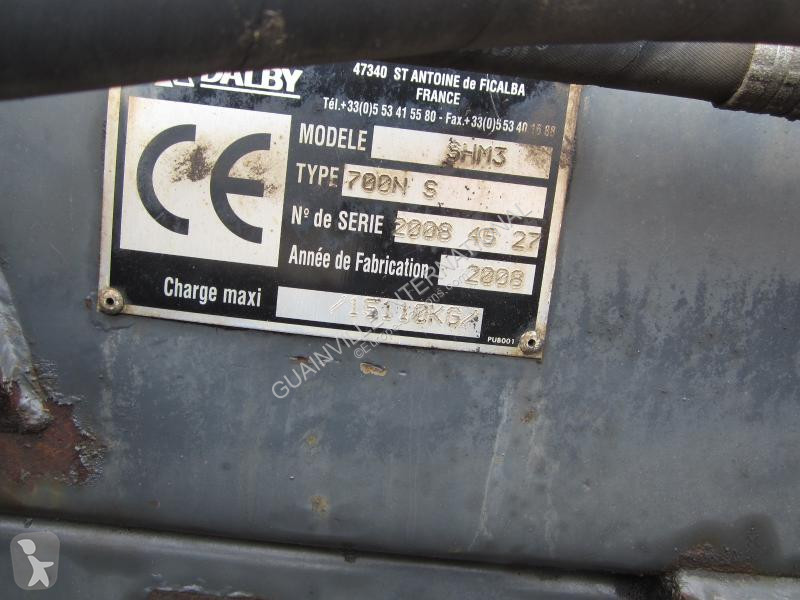 DALBY
47340 ST ANTOINE de FICALBA
FRANCE
Tél.+33(0)5 53 41 55 80 - Fax.+33(0)5 53 40 16 88
CE
MODELE SHM3
TYPE 700N S
N° de SERIE 2008 45 27
Année de Fabrication 2008
Charge maxi /15110KG/
PUB001
GUAINVILLE INTERNATIONAL